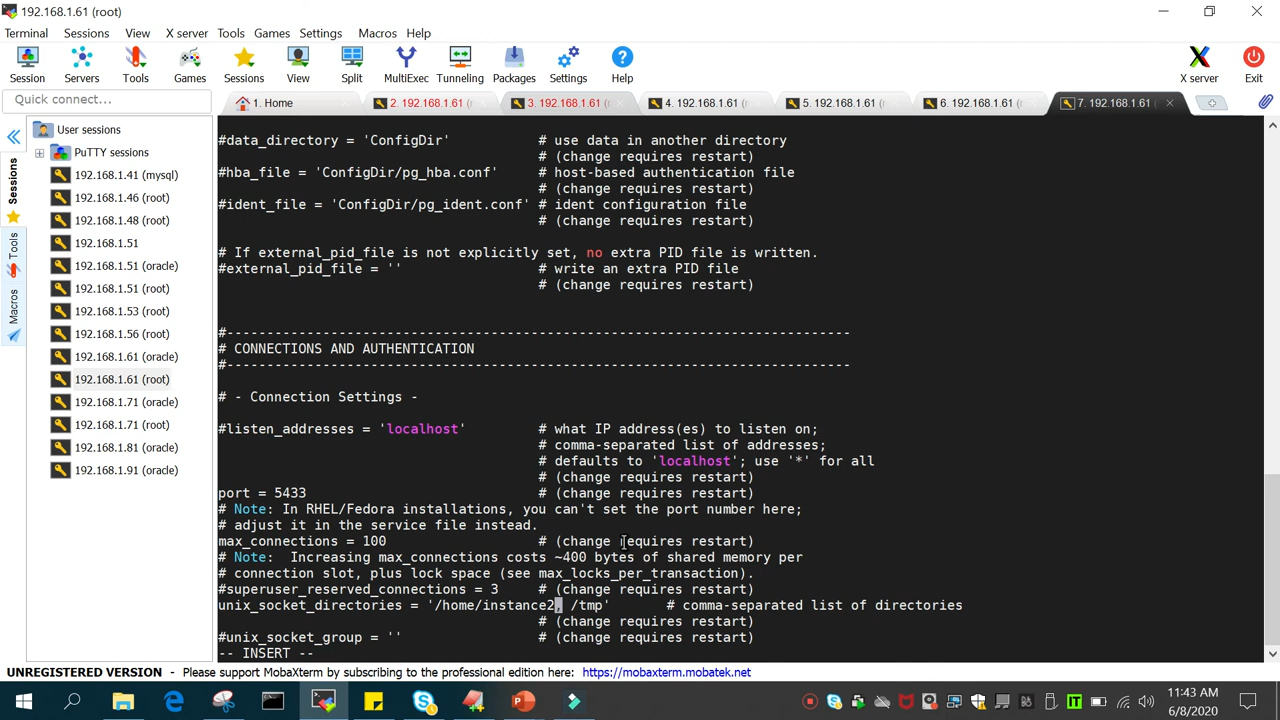 192.168.1.61 (root)
Terminal Sessions View X server Tools Games Settings Macros Help
Session Servers Tools Games Sessions View Split MultiExec Tunneling Packages Settings Help X server Exit
Quick connect...
1. Home
2. 192.168.1.61 (
3. 192.168.1.61 (root)
4. 192.168.1.61 (root)
5. 192.168.1.61 (root)
6. 192.168.1.61 (root)
7. 192.168.1.61 (root)
Sessions
Tools
Macros
User sessions
PuTTY sessions
192.168.1.41 (mysql)
192.168.1.46 (root)
192.168.1.48 (root)
192.168.1.51
192.168.1.51 (oracle)
192.168.1.51 (root)
192.168.1.53 (root)
192.168.1.56 (root)
192.168.1.61 (oracle)
192.168.1.61 (root)
192.168.1.71 (oracle)
192.168.1.71 (root)
192.168.1.81 (oracle)
192.168.1.91 (oracle)
#data_directory = 'ConfigDir' # use data in another directory
# (change requires restart)
#hba_file = 'ConfigDir/pg_hba.conf' # host-based authentication file
# (change requires restart)
#ident_file = 'ConfigDir/pg_ident.conf' # ident configuration file
# (change requires restart)
# If external_pid_file is not explicitly set, no extra PID file is written.
#external_pid_file = '' # write an extra PID file
# (change requires restart)
#------------------------------------------------------------------------------
# CONNECTIONS AND AUTHENTICATION
#------------------------------------------------------------------------------
# - Connection Settings -
#listen_addresses = 'localhost' # what IP address(es) to listen on;
# comma-separated list of addresses;
# defaults to 'localhost'; use '*' for all
# (change requires restart)
port = 5433 # (change requires restart)
# Note: In RHEL/Fedora installations, you can't set the port number here;
# adjust it in the service file instead.
max_connections = 100 # (change requires restart)
# Note: Increasing max_connections costs ~400 bytes of shared memory per
# connection slot, plus lock space (see max_locks_per_transaction).
#superuser_reserved_connections = 3 # (change requires restart)
unix_socket_directories = '/home/instance2, /tmp' # comma-separated list of directories
# (change requires restart)
#unix_socket_group = '' # (change requires restart)
-- INSERT --
UNREGISTERED VERSION - Please support MobaXterm by subscribing to the professional edition here: https://mobaxterm.mobatek.net
11:43 AM
6/8/2020